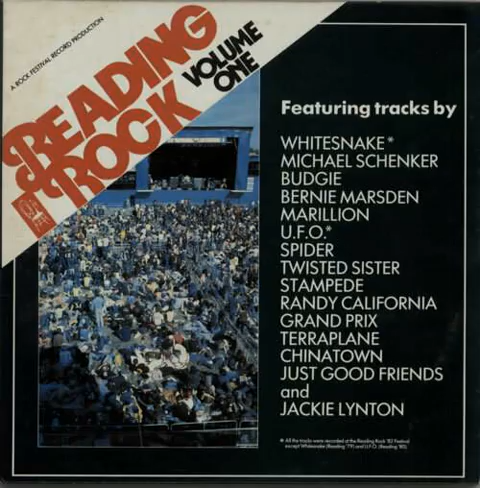 A ROCK FESTIVAL RECORD PRODUCTION
READING
ROCK
VOLUME
ONE
Featuring tracks by
WHITESNAKE*
MICHAEL SCHENKER
BUDGIE
BERNIE MARSDEN
MARILLION
U.F.O.*
SPIDER
TWISTED SISTER
STAMPEDE
RANDY CALIFORNIA
GRAND PRIX
TERRAPLANE
CHINATOWN
JUST GOOD FRIENDS
and
JACKIE LYNTON
* All the tracks were recorded at the Reading Rock '82 Festival
except Whitesnake (Reading '79) and U.F.O. (Reading '80).